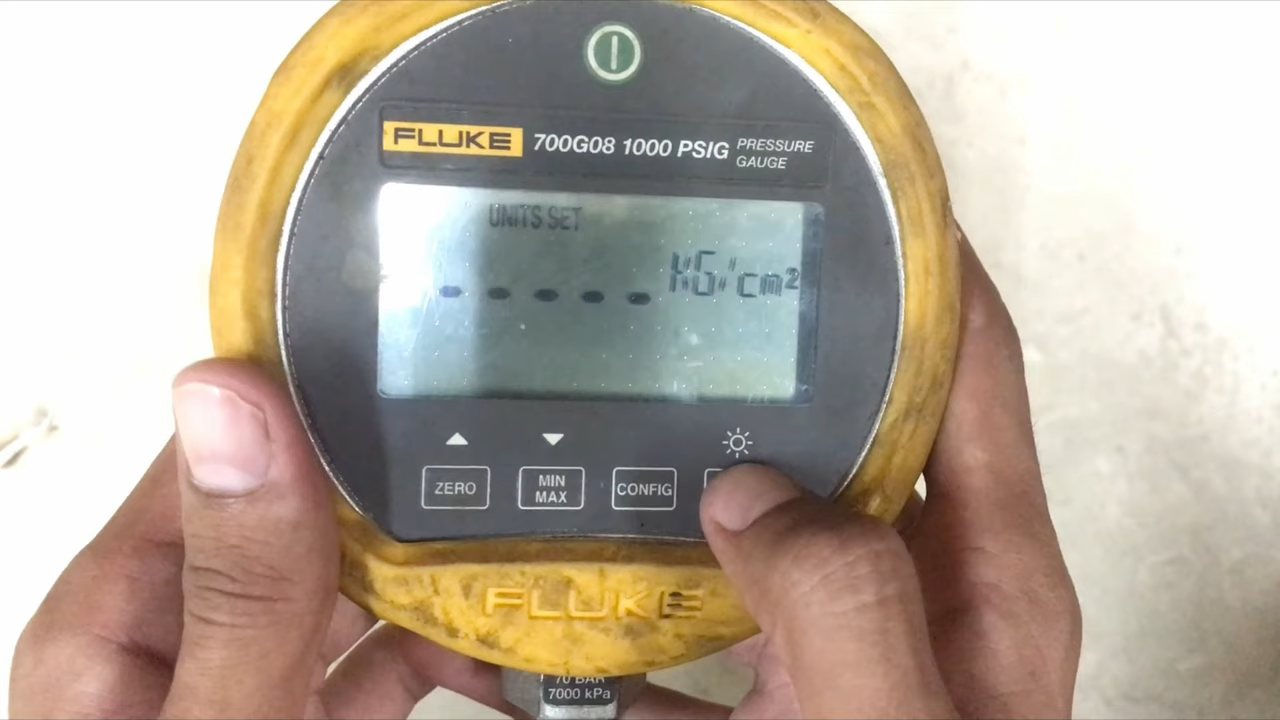 FLUKE 700G08 1000 PSIG PRESSURE GAUGE
UNITS SET
- - - - - KG/cm²
ZERO
MIN MAX
CONFIG
FLUKE
70 BAR
7000 kPa